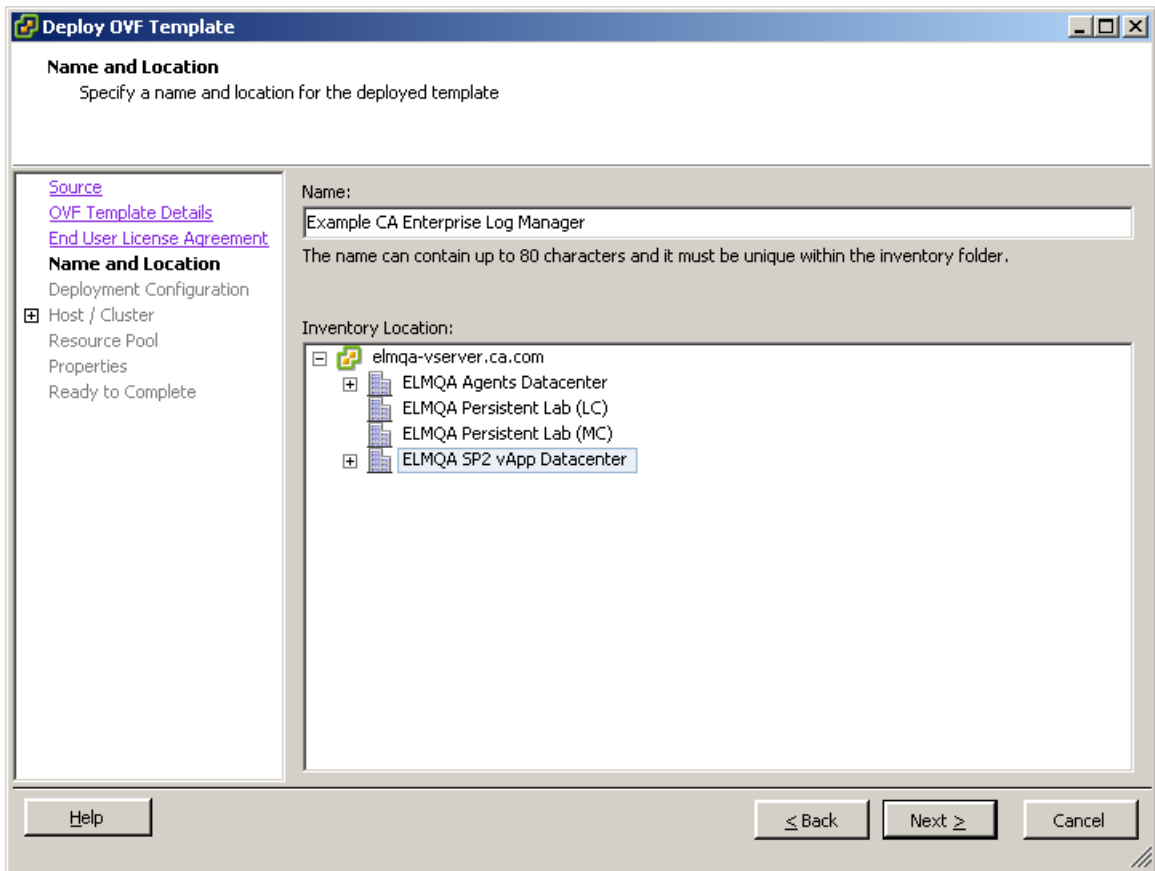 Deploy OVF Template
Name and Location
Specify a name and location for the deployed template
Source
OVF Template Details
End User License Agreement
Name and Location
Deployment Configuration
Host / Cluster
Resource Pool
Properties
Ready to Complete
Name:
Example CA Enterprise Log Manager
The name can contain up to 80 characters and it must be unique within the inventory folder.
Inventory Location:
elmqa-vserver.ca.com
ELMQA Agents Datacenter
ELMQA Persistent Lab (LC)
ELMQA Persistent Lab (MC)
ELMQA SP2 vApp Datacenter
Help
< Back
Next >
Cancel